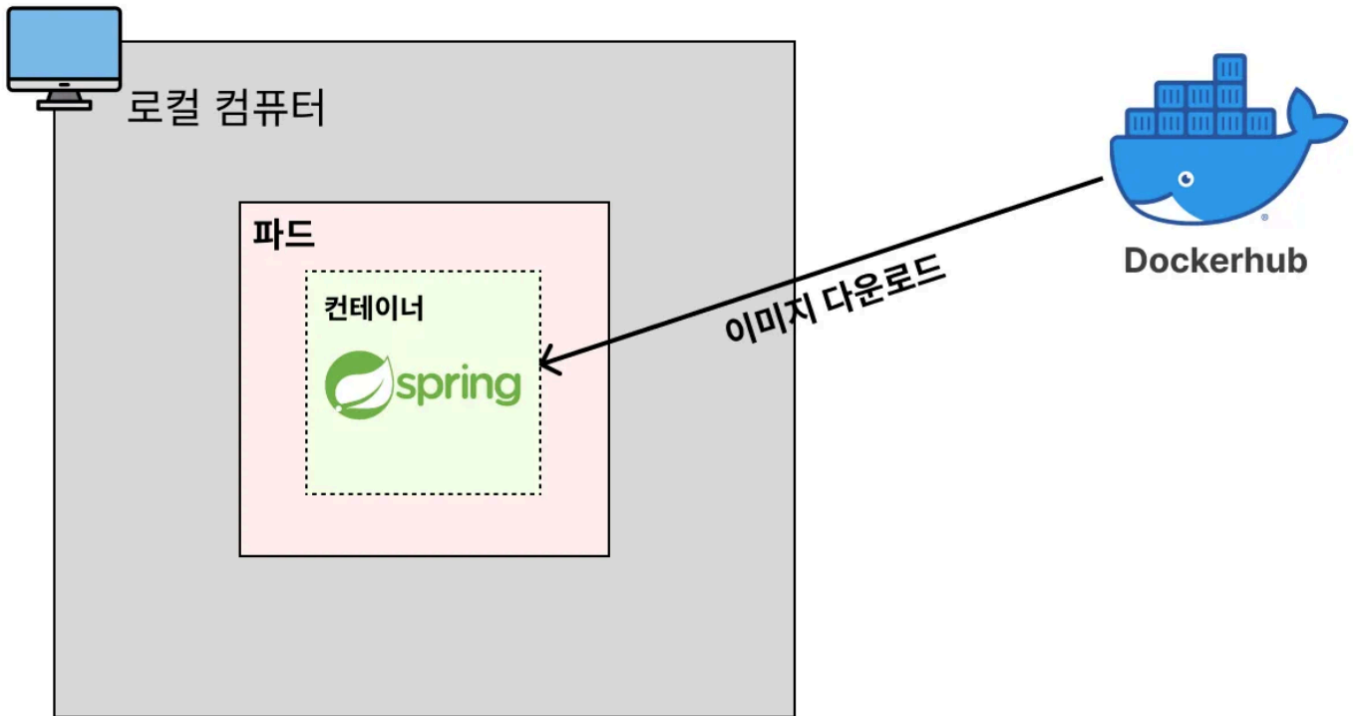 로컬 컴퓨터
파드
컨테이너
spring
이미지 다운로드
Dockerhub